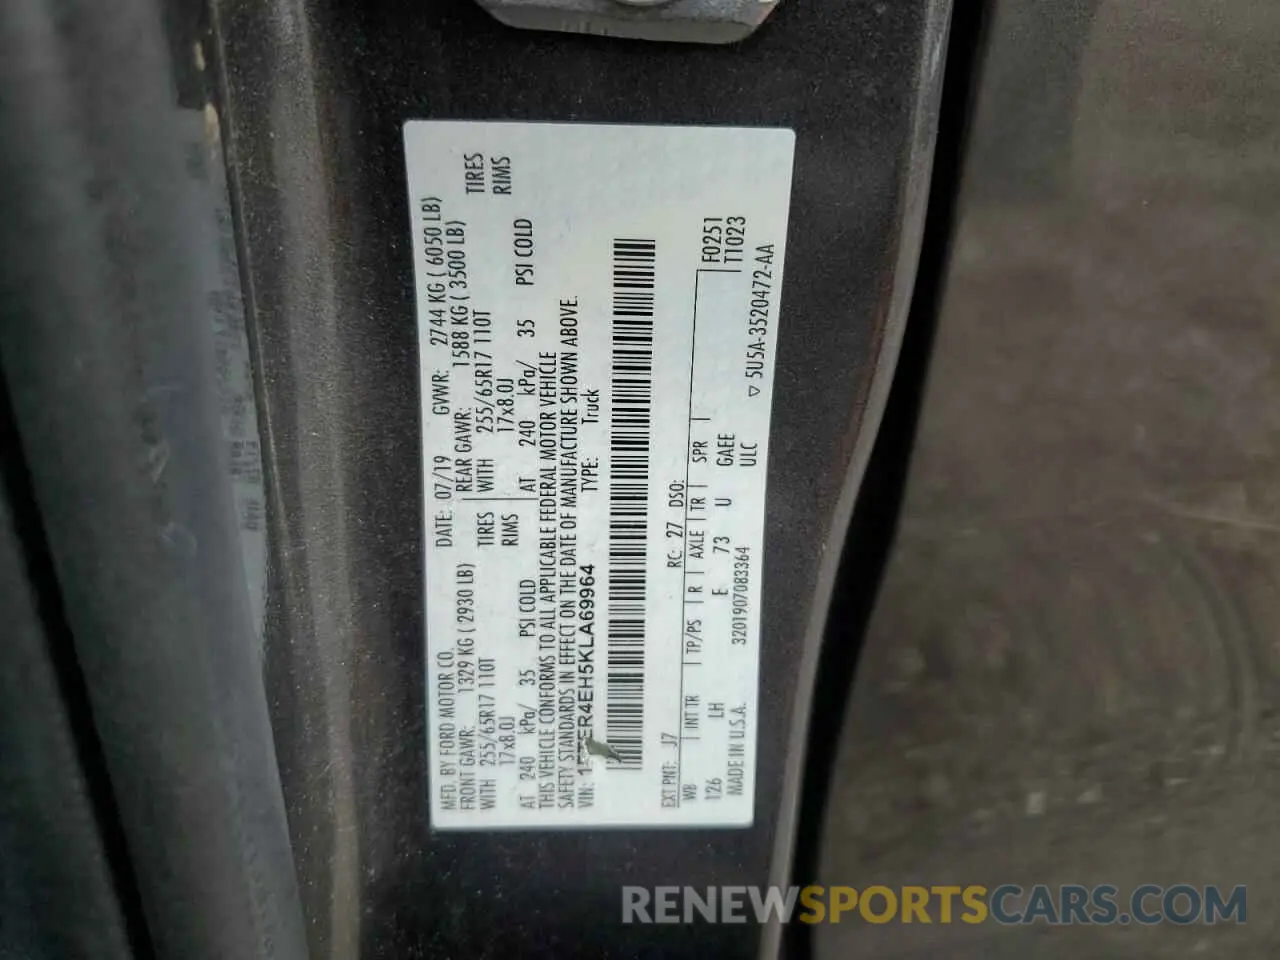 MFD. BY FORD MOTOR CO.
DATE: 07/19 GVWR: 2744 KG ( 6050 LB)
FRONT GAWR: 1329 KG ( 2930 LB) REAR GAWR: 1588 KG ( 3500 LB)
WITH 255/65R17 110T TIRES WITH 255/65R17 110T TIRES
17x8.0J RIMS 17x8.0J RIMS
AT 240 kPa/ 35 PSI COLD AT 240 kPa/ 35 PSI COLD
THIS VEHICLE CONFORMS TO ALL APPLICABLE FEDERAL MOTOR VEHICLE
SAFETY STANDARDS IN EFFECT ON THE DATE OF MANUFACTURE SHOWN ABOVE.
VIN: ER4EH5KLA69964 TYPE: Truck
EXT PNT: J7 RC: 27 DSO:
WB INT TR TP/PS R AXLE TR SPR F0251
126 LH E 73 U GAEE T1023
MADE IN U.S.A. 3201907083364 ULC ▽ 5U5A-3520472-AA
RENEWSPORTSCARS.COM